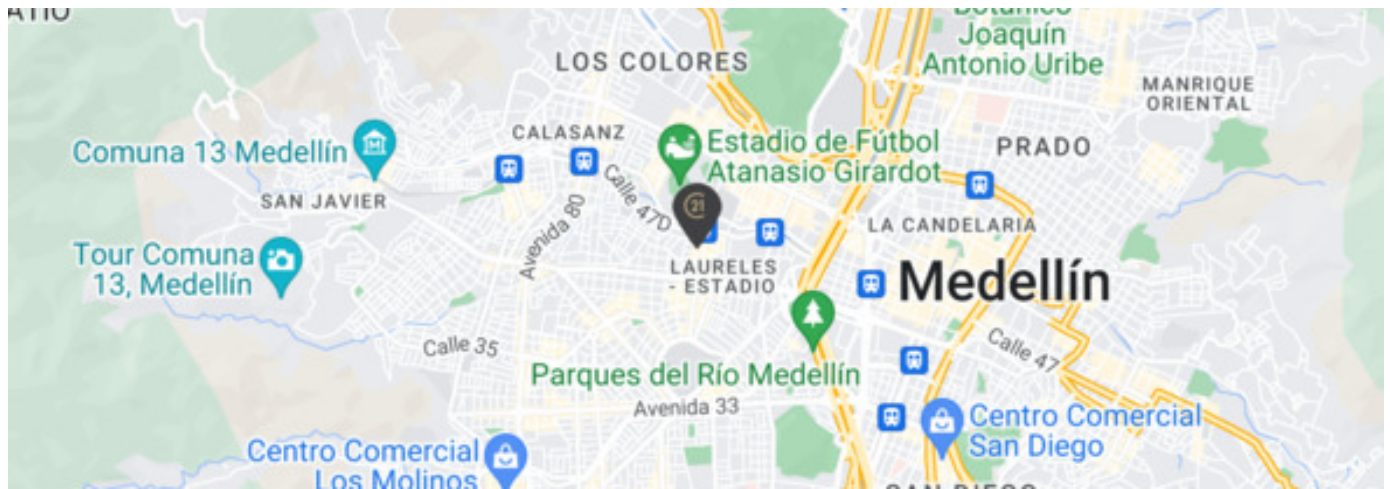 Botánico
Joaquín
Antonio Uribe
LOS COLORES
MANRIQUE
ORIENTAL
CALASANZ
Estadio de Fútbol
Atanasio Girardot
PRADO
Comuna 13 Medellín
SAN JAVIER
Calle 47D
Avenida 80
21
LA CANDELARIA
Tour Comuna
13, Medellín
LAURELES
- ESTADIO
Medellín
Calle 35
Calle 47
Parques del Río Medellín
Avenida 33
Centro Comercial
San Diego
Centro Comercial
Los Molinos
SAN DIEGO